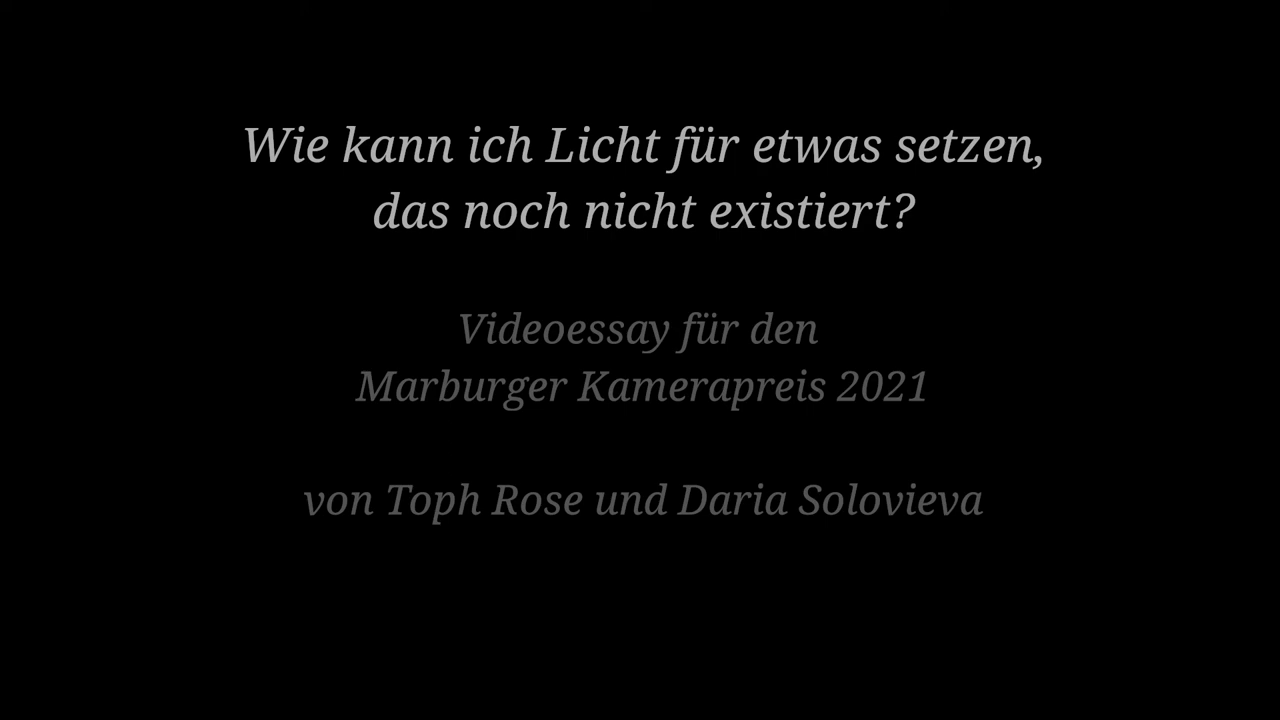 Wie kann ich Licht für etwas setzen,
das noch nicht existiert?
Videoessay für den
Marburger Kamerapreis 2021
von Toph Rose und Daria Solovieva